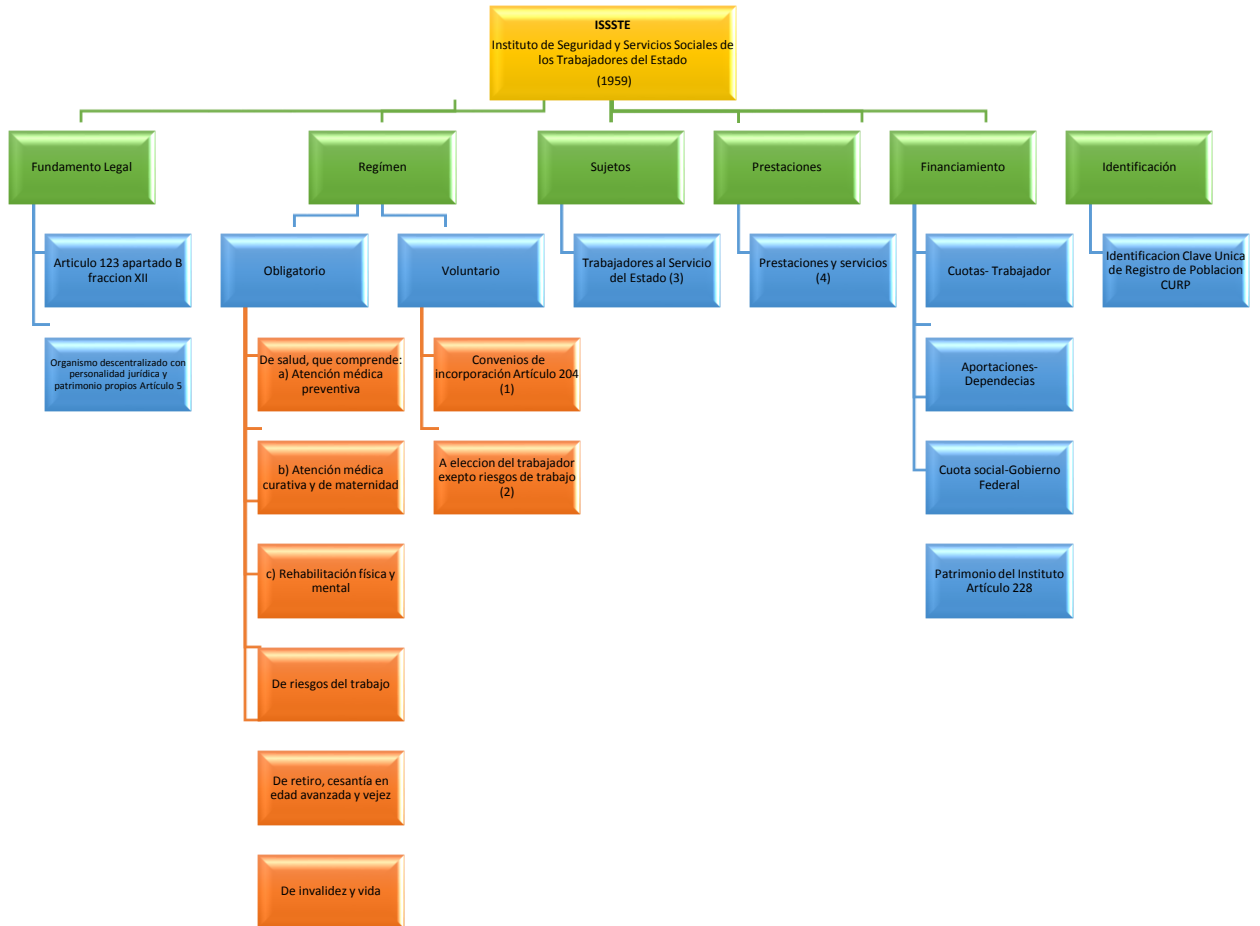 ISSSTE
Instituto de Seguridad y Servicios Sociales de
los Trabajadores del Estado
(1959)
Fundamento Legal
Regímen
Sujetos
Prestaciones
Financiamiento
Identificación
Articulo 123 apartado B
fraccion XII
Organismo descentralizado con
personalidad jurídica y
patrimonio propios Artículo 5
Obligatorio
De salud, que comprende:
a) Atención médica
preventiva
b) Atención médica
curativa y de maternidad
c) Rehabilitación física y
mental
De riesgos del trabajo
De retiro, cesantía en
edad avanzada y vejez
De invalidez y vida
Voluntario
Convenios de
incorporación Artículo 204
(1)
A eleccion del trabajador
exepto riesgos de trabajo
(2)
Trabajadores al Servicio
del Estado (3)
Prestaciones y servicios
(4)
Cuotas- Trabajador
Aportaciones-
Dependecias
Cuota social-Gobierno
Federal
Patrimonio del Instituto
Artículo 228
Identificacion Clave Unica
de Registro de Poblacion
CURP